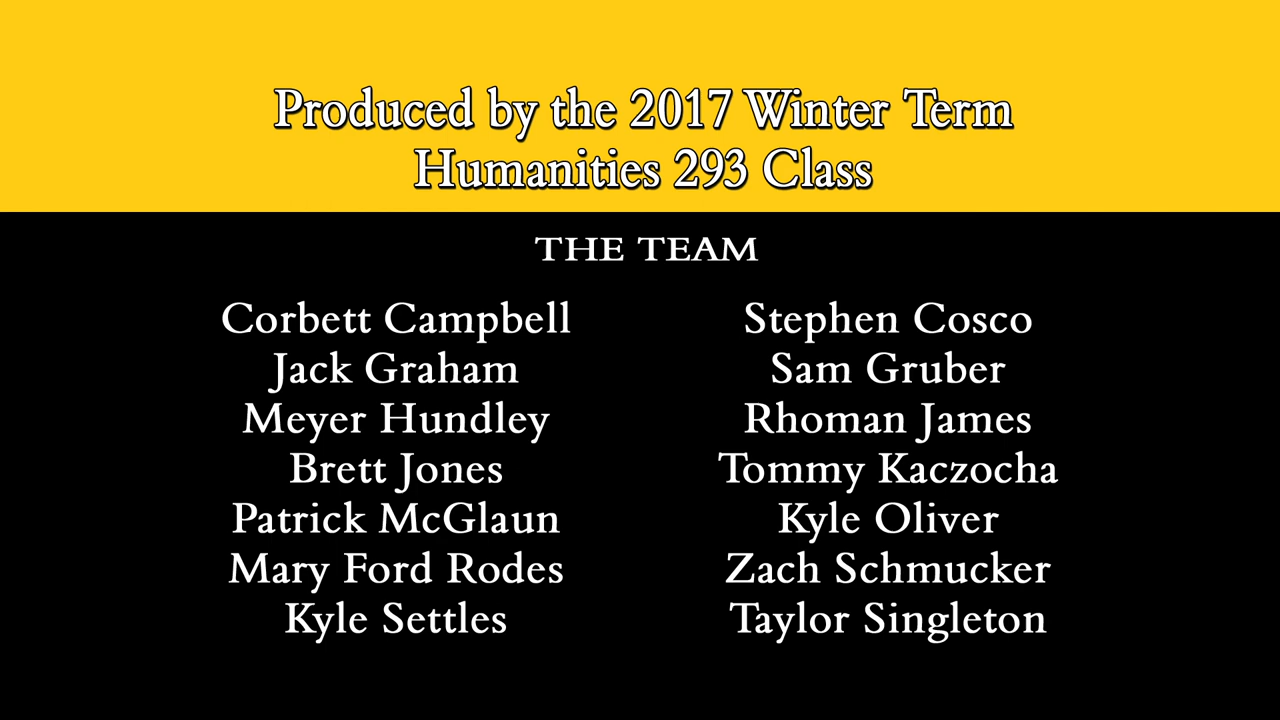 Produced by the 2017 Winter Term
Humanities 293 Class
THE TEAM
Corbett Campbell
Jack Graham
Meyer Hundley
Brett Jones
Patrick McGlaun
Mary Ford Rodes
Kyle Settles
Stephen Cosco
Sam Gruber
Rhoman James
Tommy Kaczocha
Kyle Oliver
Zach Schmucker
Taylor Singleton